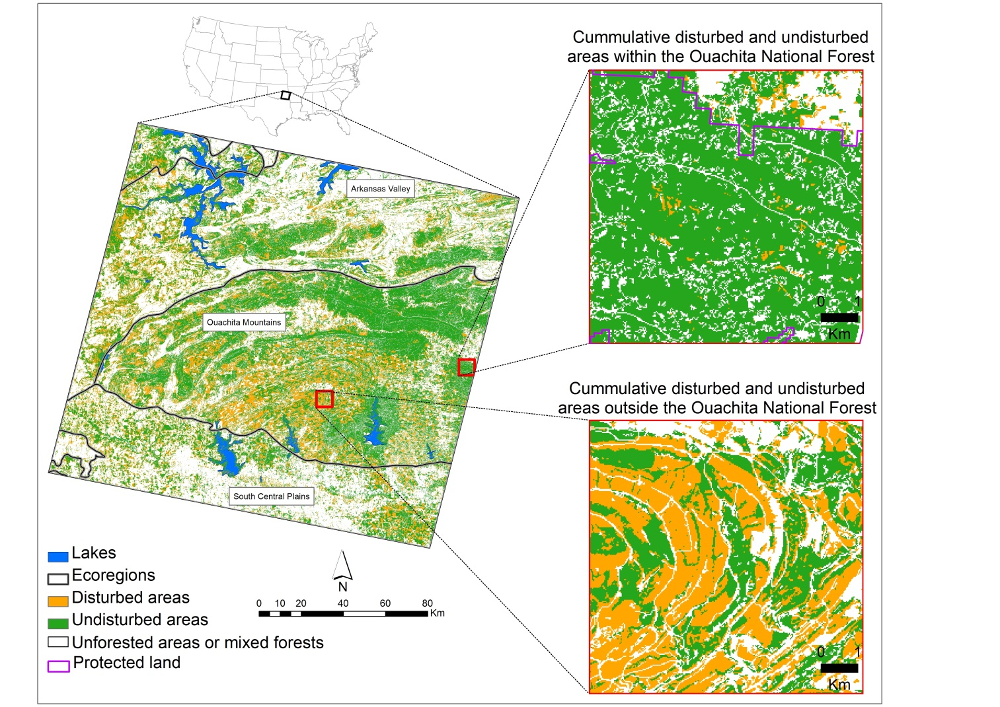 Cummulative disturbed and undisturbed
areas within the Ouachita National Forest
Arkansas Valley
Ouachita Mountains
0 1
Km
Cummulative disturbed and undisturbed
areas outside the Ouachita National Forest
South Central Plains
Lakes
Ecoregions
Disturbed areas
Undisturbed areas
Unforested areas or mixed forests
Protected land
N
0 10 20 40 60 80
Km
0 1
Km